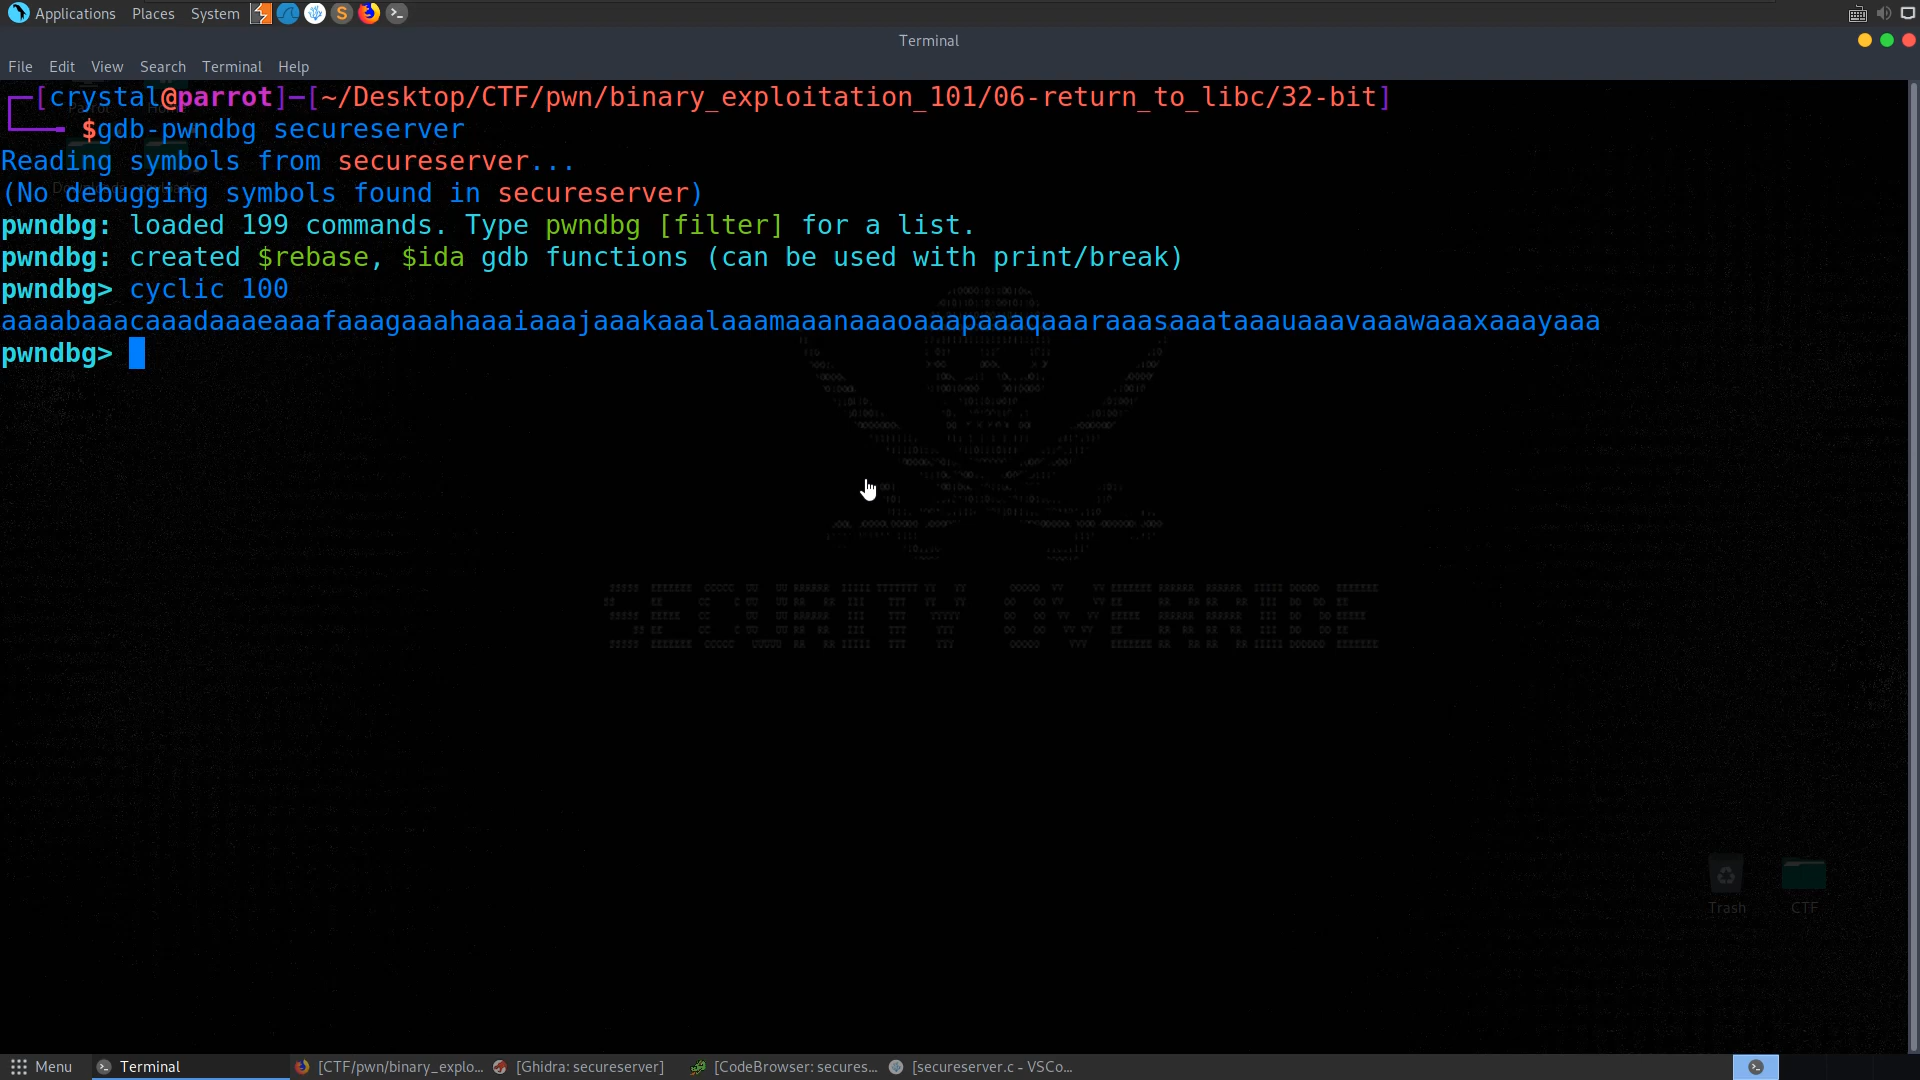 Applications Places System
Terminal
File Edit View Search Terminal Help
[crystal@parrot]─[~/Desktop/CTF/pwn/binary_exploitation_101/06-return_to_libc/32-bit]
$gdb-pwndbg secureserver
Reading symbols from secureserver...
(No debugging symbols found in secureserver)
pwndbg: loaded 199 commands. Type pwndbg [filter] for a list.
pwndbg: created $rebase, $ida gdb functions (can be used with print/break)
pwndbg> cyclic 100
aaaabaaacaaadaaaeaaafaaagaaahaaaiaaajaaakaaalaaamaaanaaaoaaapaaaqaaaraaasaaataaauaaavaaawaaaxaaayaaa
pwndbg>
SECURITY OVERRIDE
Trash CTF
Menu Terminal [CTF/pwn/binary_explo... [Ghidra: secureserver] [CodeBrowser: secures... [secureserver.c - VSCo...